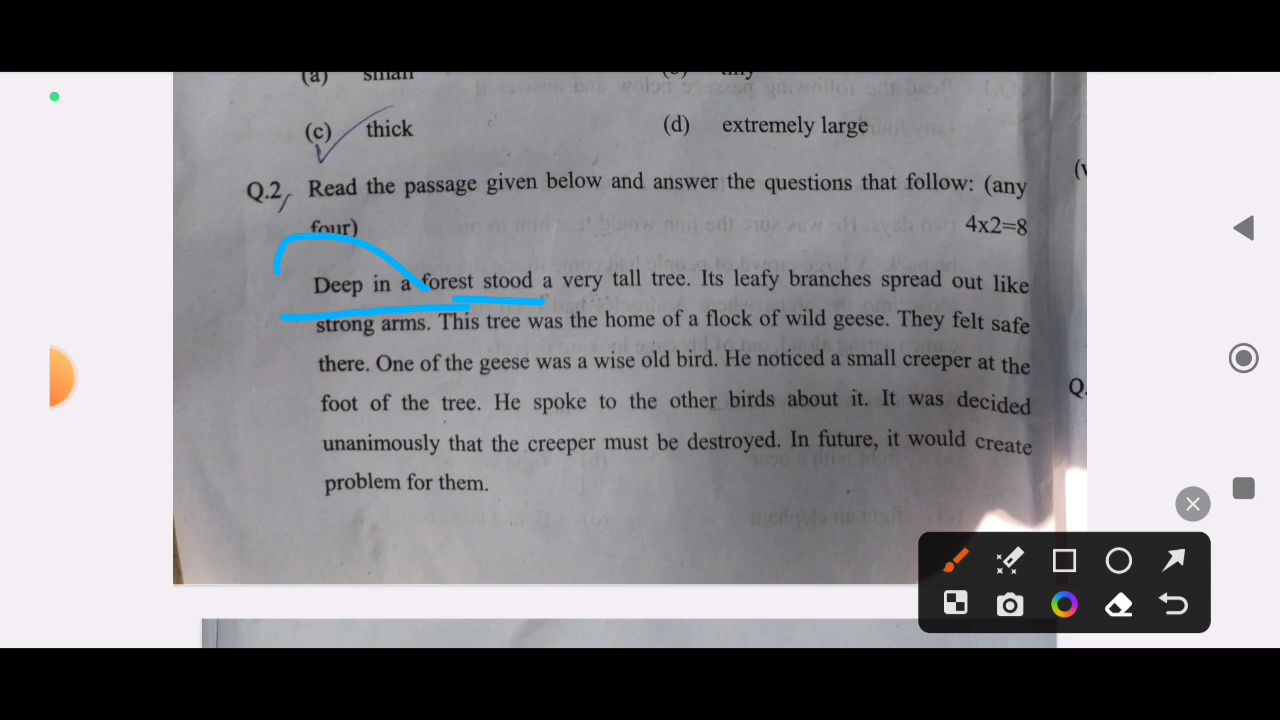 (a) small
(c) thick (d) extremely large
Q.2, Read the passage given below and answer the questions that follow: (any
four) 4x2=8
Deep in a forest stood a very tall tree. Its leafy branches spread out like
strong arms. This tree was the home of a flock of wild geese. They felt safe
there. One of the geese was a wise old bird. He noticed a small creeper at the
foot of the tree. He spoke to the other birds about it. It was decided
unanimously that the creeper must be destroyed. In future, it would create
problem for them.
(v
Q.